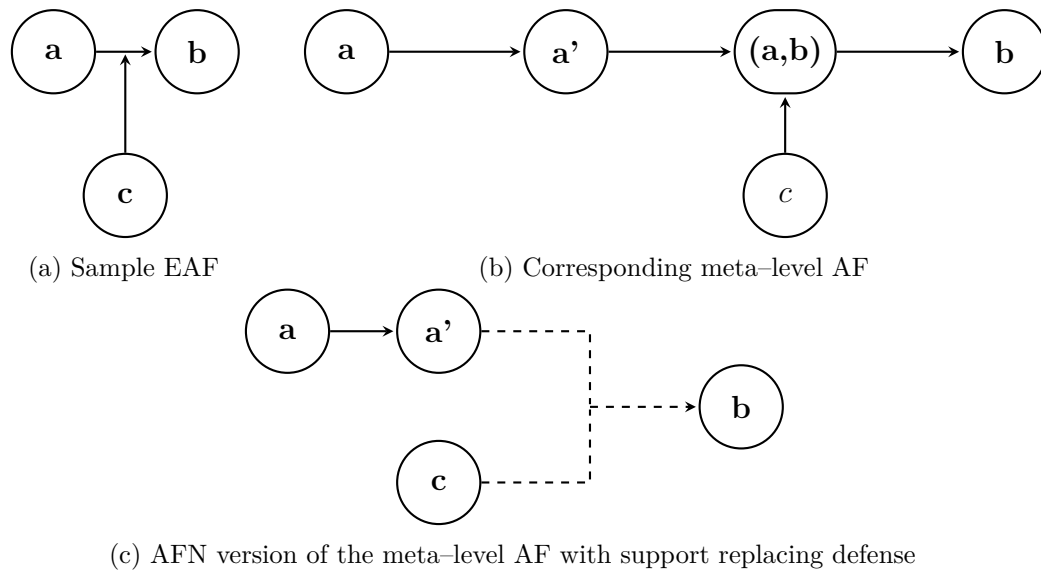 a b a a' (a,b) b
c c
(a) Sample EAF
(b) Corresponding meta–level AF
a a'
b
c
(c) AFN version of the meta–level AF with support replacing defense